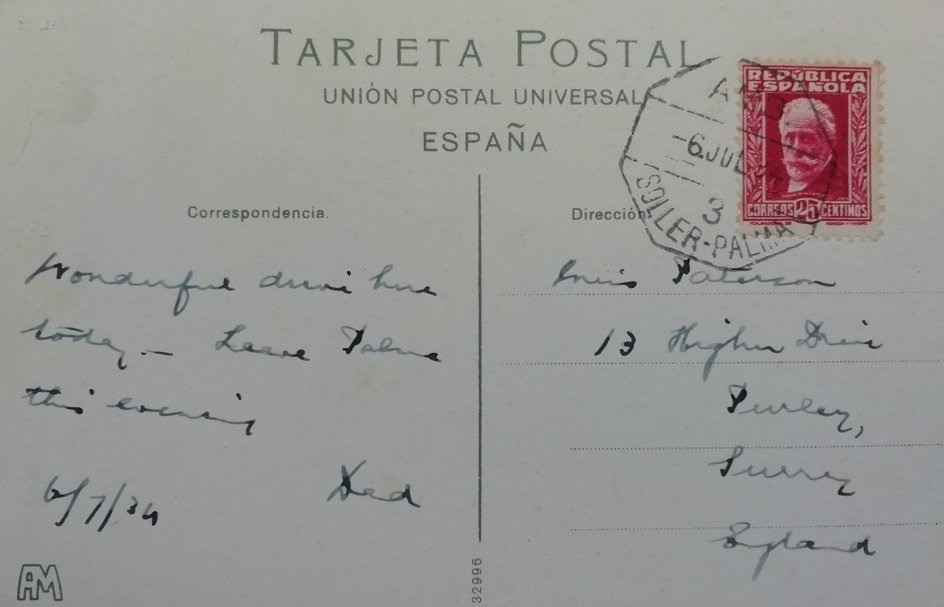 TARJETA POSTAL
UNIÓN POSTAL UNIVERSAL
ESPAÑA
REPÚBLICA
ESPAÑOLA
CORREOS 25 CENTIMOS
-6.JUL.34
3
SOLLER-PALMA
Correspondencia.
Dirección
Wonderful drive here
today. — Leave Palma
this evening
6/7/34
Dad
Paterson
13 Higher Drive
Purley,
Surrey
England
AM
32996